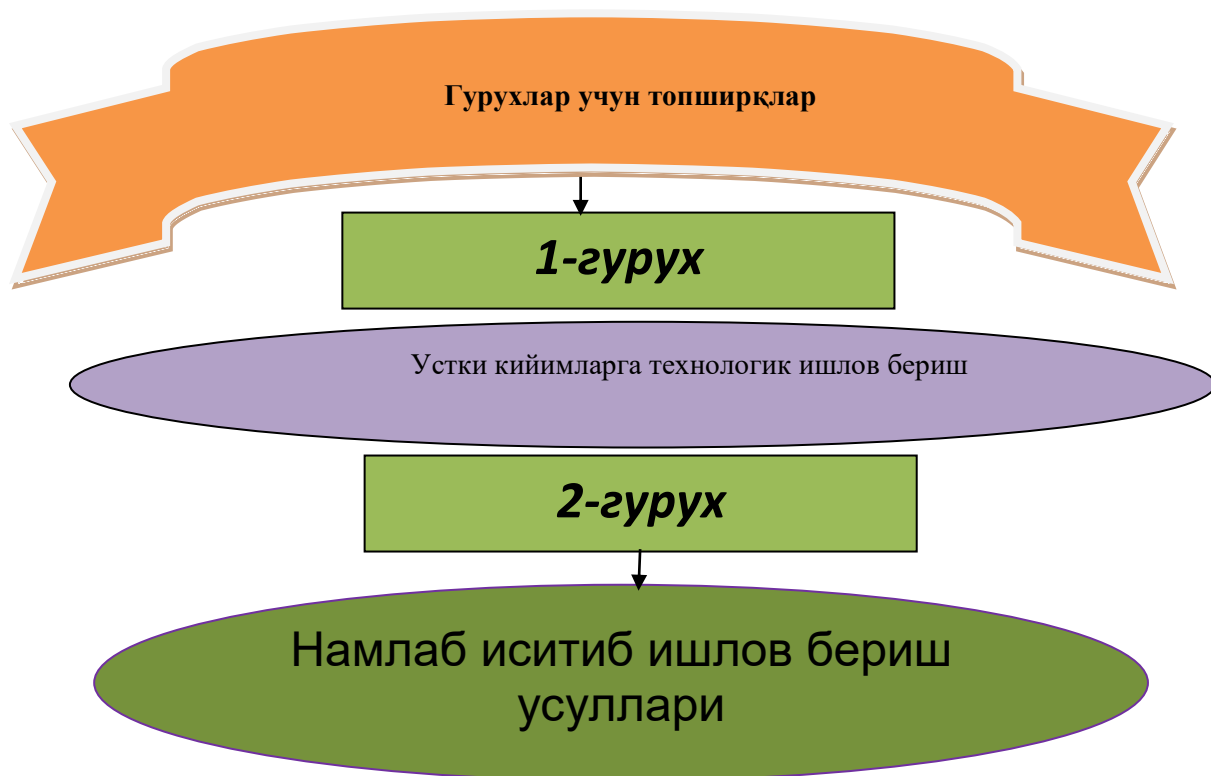 Гурухлар учун топширқлар
1-гурух
Устки кийимларга технологик ишлов бериш
2-гурух
Намлаб иситиб ишлов бериш
усуллари